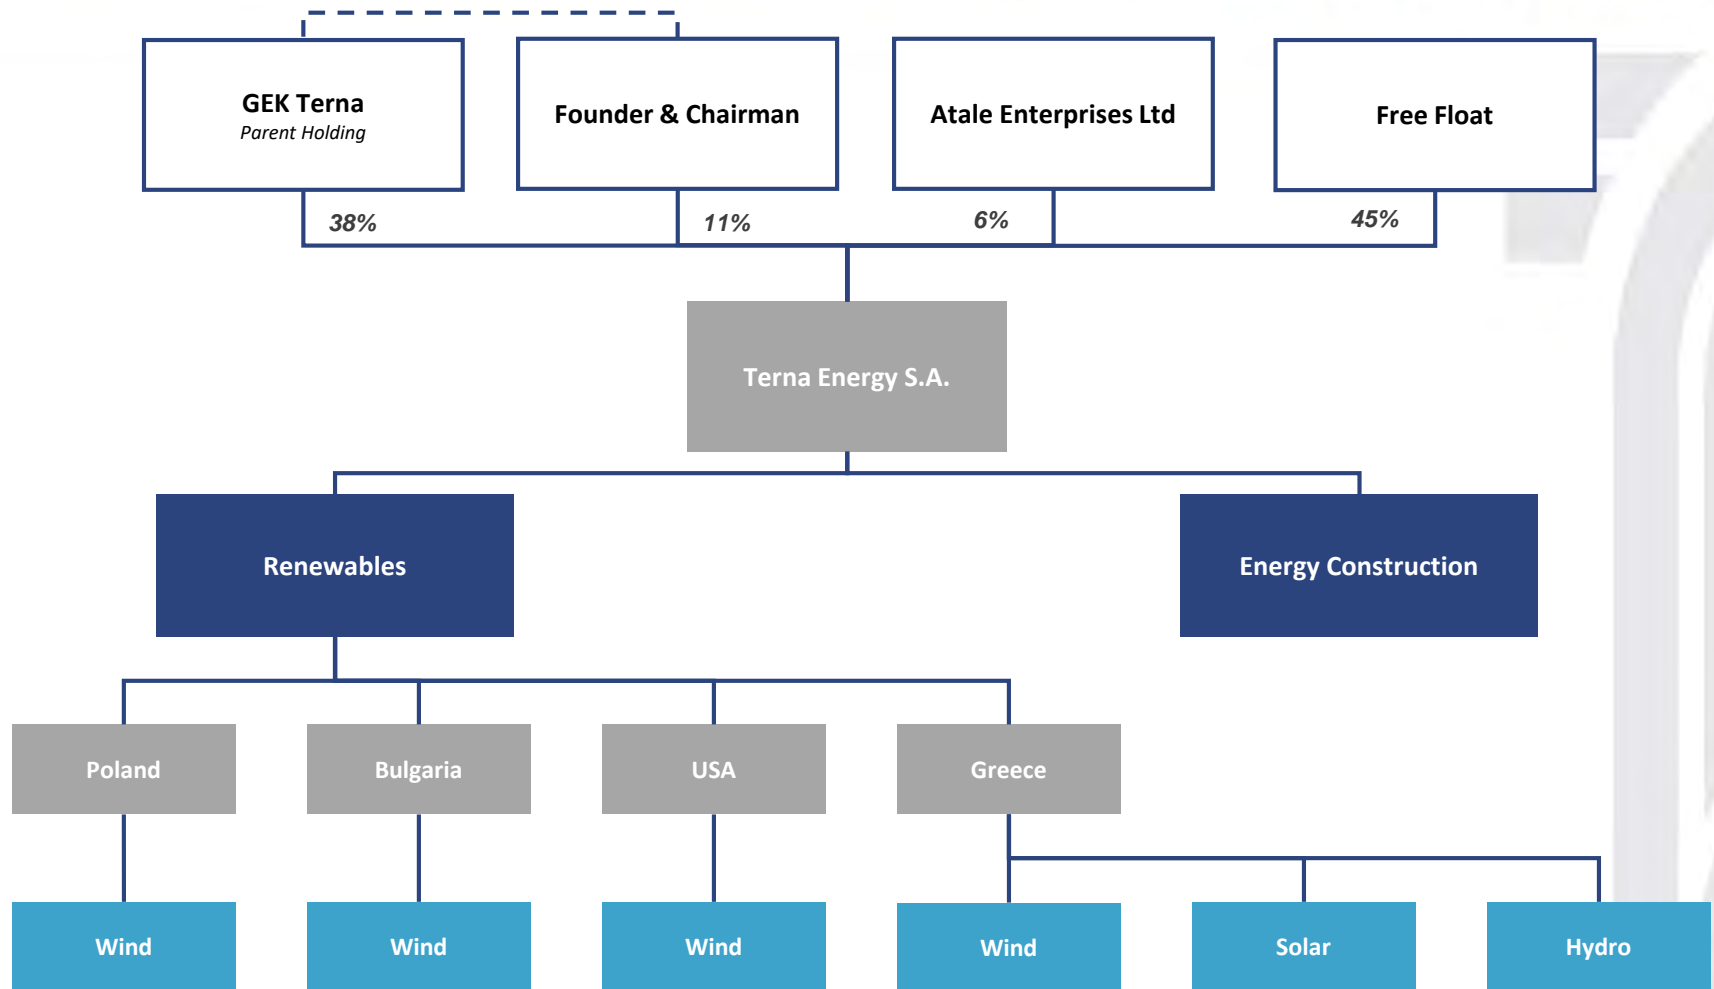 GEK Terna
Parent Holding
Founder & Chairman
Atale Enterprises Ltd
Free Float
38%
11%
6%
45%
Terna Energy S.A.
Renewables
Energy Construction
Poland
Bulgaria
USA
Greece
Wind
Wind
Wind
Wind
Solar
Hydro